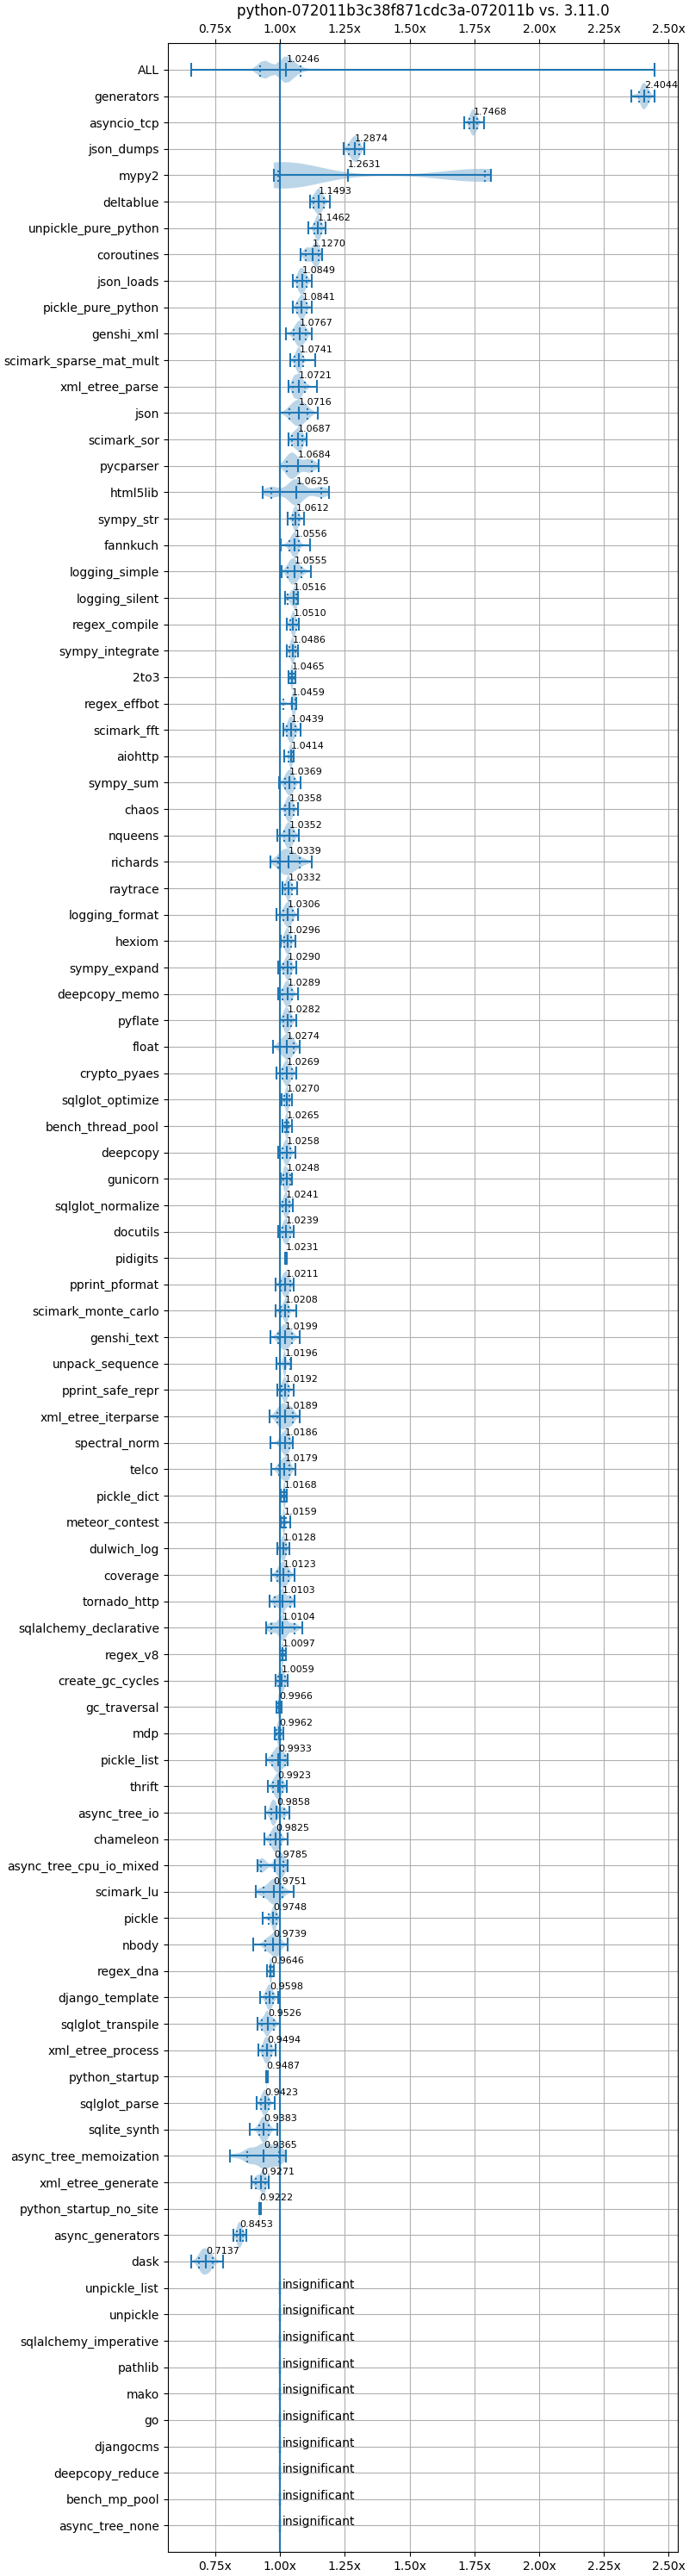 python-072011b3c38f871cdc3a-072011b vs. 3.11.0
0.75x 1.00x 1.25x 1.50x 1.75x 2.00x 2.25x 2.50x
ALL 1.0246
generators 2.4044
asyncio_tcp 1.7468
json_dumps 1.2874
mypy2 1.2631
deltablue 1.1493
unpickle_pure_python 1.1462
coroutines 1.1270
json_loads 1.0849
pickle_pure_python 1.0841
genshi_xml 1.0767
scimark_sparse_mat_mult 1.0741
xml_etree_parse 1.0721
json 1.0716
scimark_sor 1.0687
pycparser 1.0684
html5lib 1.0625
sympy_str 1.0612
fannkuch 1.0556
logging_simple 1.0555
logging_silent 1.0516
regex_compile 1.0510
sympy_integrate 1.0486
2to3 1.0465
regex_effbot 1.0459
scimark_fft 1.0439
aiohttp 1.0414
sympy_sum 1.0369
chaos 1.0358
nqueens 1.0352
richards 1.0339
raytrace 1.0332
logging_format 1.0306
hexiom 1.0296
sympy_expand 1.0290
deepcopy_memo 1.0289
pyflate 1.0282
float 1.0274
crypto_pyaes 1.0269
sqlglot_optimize 1.0270
bench_thread_pool 1.0265
deepcopy 1.0258
gunicorn 1.0248
sqlglot_normalize 1.0241
docutils 1.0239
pidigits 1.0231
pprint_pformat 1.0211
scimark_monte_carlo 1.0208
genshi_text 1.0199
unpack_sequence 1.0196
pprint_safe_repr 1.0192
xml_etree_iterparse 1.0189
spectral_norm 1.0186
telco 1.0179
pickle_dict 1.0168
meteor_contest 1.0159
dulwich_log 1.0128
coverage 1.0123
tornado_http 1.0103
sqlalchemy_declarative 1.0104
regex_v8 1.0097
create_gc_cycles 1.0059
gc_traversal 0.9966
mdp 0.9962
pickle_list 0.9933
thrift 0.9923
async_tree_io 0.9858
chameleon 0.9825
async_tree_cpu_io_mixed 0.9785
scimark_lu 0.9751
pickle 0.9748
nbody 0.9739
regex_dna 0.9646
django_template 0.9598
sqlglot_transpile 0.9526
xml_etree_process 0.9494
python_startup 0.9487
sqlglot_parse 0.9423
sqlite_synth 0.9383
async_tree_memoization 0.9365
xml_etree_generate 0.9271
python_startup_no_site 0.9222
async_generators 0.8453
dask 0.7137
unpickle_list insignificant
unpickle insignificant
sqlalchemy_imperative insignificant
pathlib insignificant
mako insignificant
go insignificant
djangocms insignificant
deepcopy_reduce insignificant
bench_mp_pool insignificant
async_tree_none insignificant
0.75x 1.00x 1.25x 1.50x 1.75x 2.00x 2.25x 2.50x